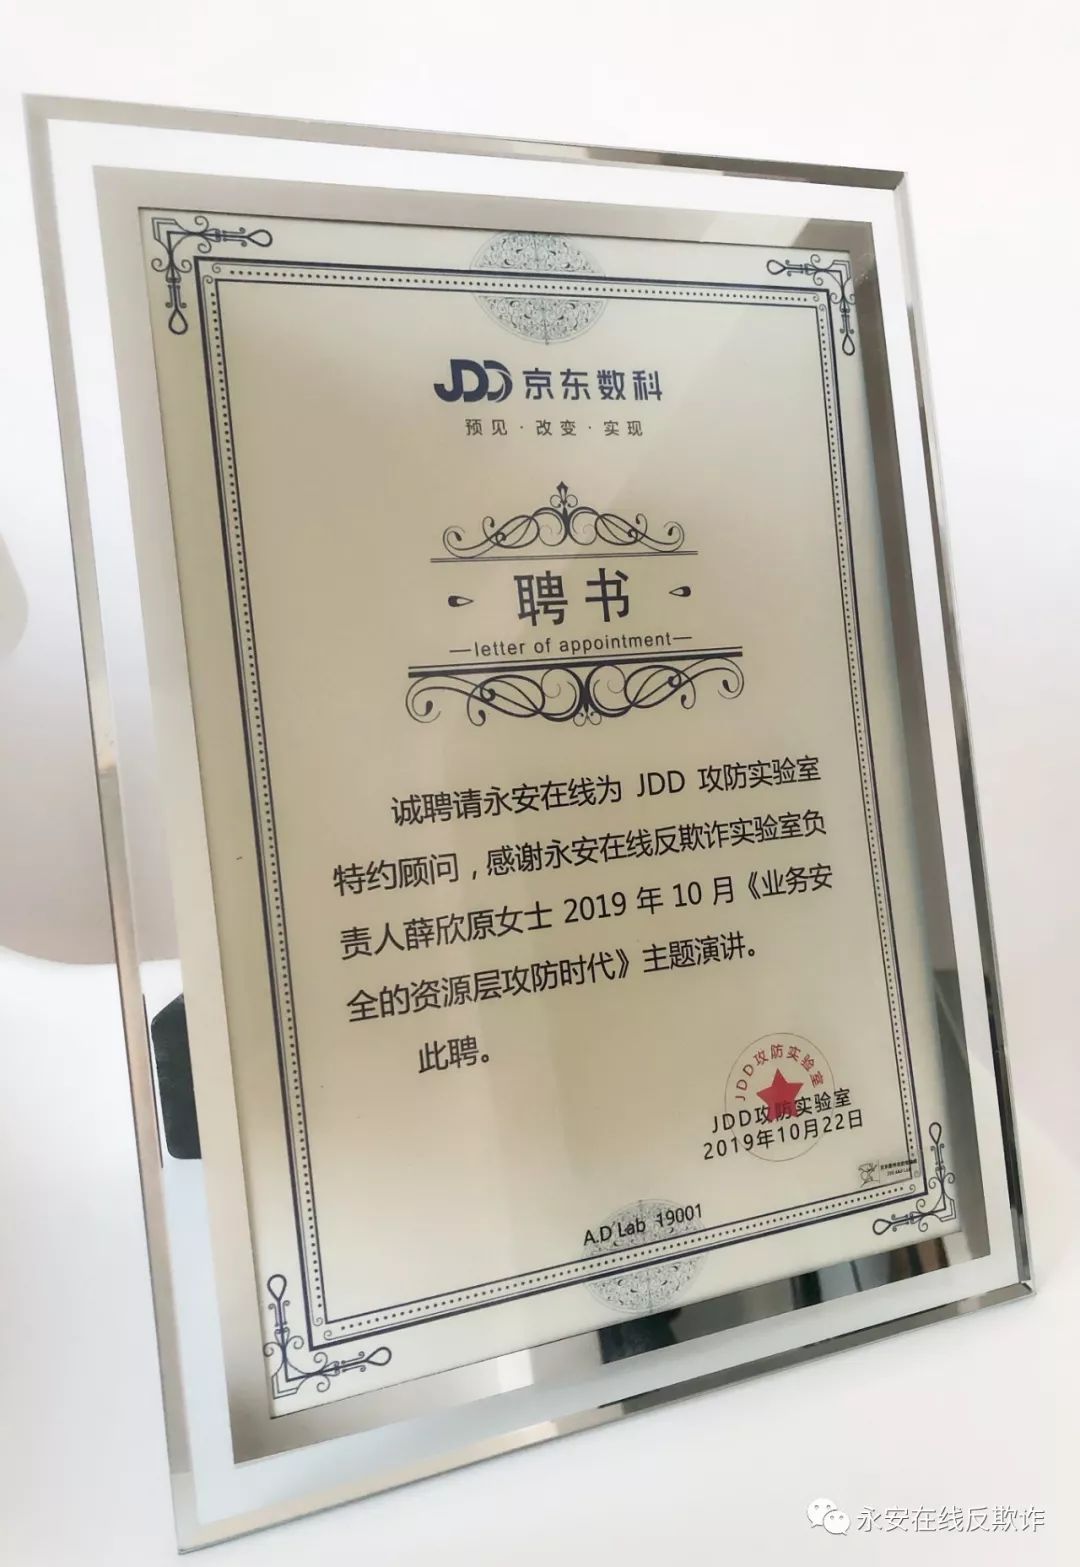 JDD 京东数科
预见·改变·实现
聘书
—letter of appointment—
诚聘请永安在线为 JDD 攻防实验室
特约顾问，感谢永安在线反欺诈实验室负
责人薛欣原女士 2019 年 10 月《业务安
全的资源层攻防时代》主题演讲。
此聘。
JDD攻防实验室
JDD攻防实验室
2019年10月22日
A.D Lab 19001
永安在线反欺诈